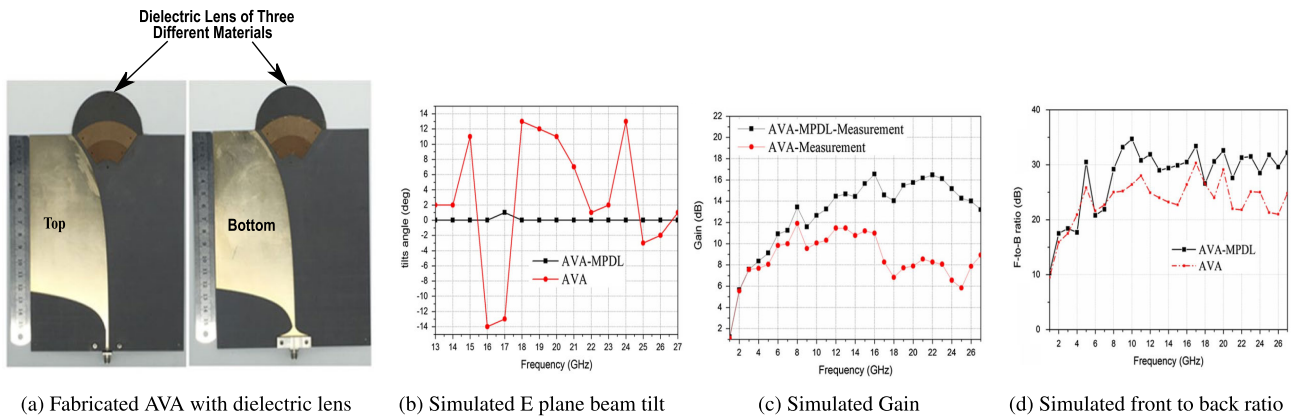 Dielectric Lens of Three
Different Materials
Top
Bottom
14
12
10
8
6
4
2
0
-2
-4
-6
-8
-10
-12
-14
tilts angle (deg)
AVA-MPDL
AVA
13 14 15 16 17 18 19 20 21 22 23 24 25 26 27
Frequency (GHz)
22
20
18
16
14
12
10
8
6
4
2
Gain (dB)
AVA-MPDL-Measurement
AVA-Measurement
2 4 6 8 10 12 14 16 18 20 22 24 26
Frequency (GHz)
40
30
20
10
0
F-to-B ratio (dB)
AVA-MPDL
AVA
2 4 6 8 10 12 14 16 18 20 22 24 26
Frequency (GHz)
(a) Fabricated AVA with dielectric lens
(b) Simulated E plane beam tilt
(c) Simulated Gain
(d) Simulated front to back ratio